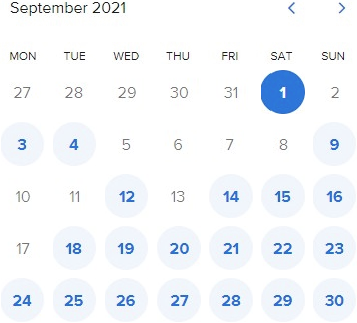 September 2021
MON TUE WED THU FRI SAT SUN
27 28 29 30 31 1 2
3 4 5 6 7 8 9
10 11 12 13 14 15 16
17 18 19 20 21 22 23
24 25 26 27 28 29 30